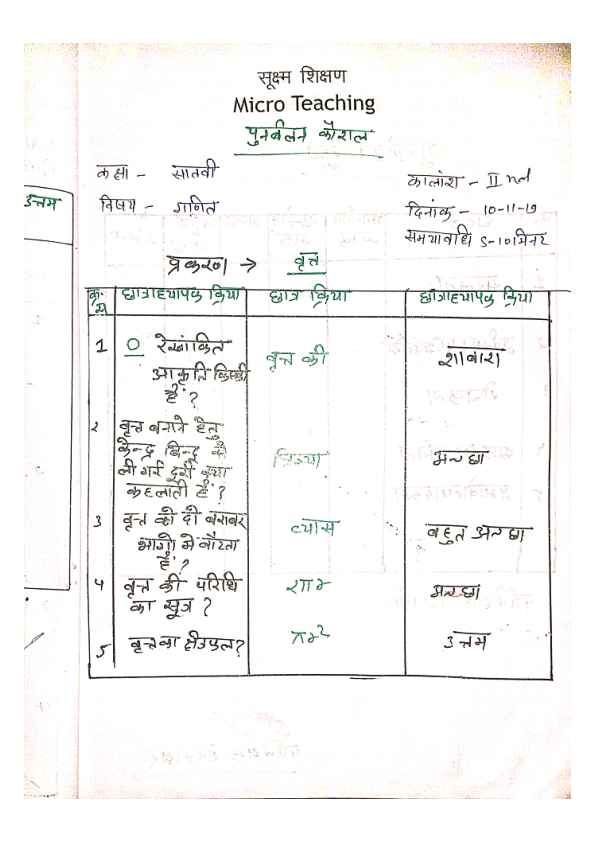 सूक्ष्म शिक्षण
Micro Teaching
पुनर्बलन कौशल
कक्षा - सातवी
कालांश - II nd
विषय - गणित
दिनांक - 10-11-19
समयावधि 5-10 मिनट
प्रकरण → वृत्त
उत्तम
क्र.म छात्राध्यापक क्रिया छात्र क्रिया छात्राध्यापक क्रिया
1 O रेखांकित
आकृति किसकी
है ?
वृत्त की
शाबाश
2 वृत्त बनाने हेतु
केन्द्र बिन्दू से
ली गई दूरी क्या
कहलाती है ?
त्रिज्या
अच्छा
3 वृत्त को दो बराबर
भागो मे बाँटता
है ?
व्यास
बहुत अच्छा
4 वृत्त की परिधि
का सूत्र ?
2πr
अच्छा
5 वृत्त का क्षेत्रफल ?
πr²
उत्तम